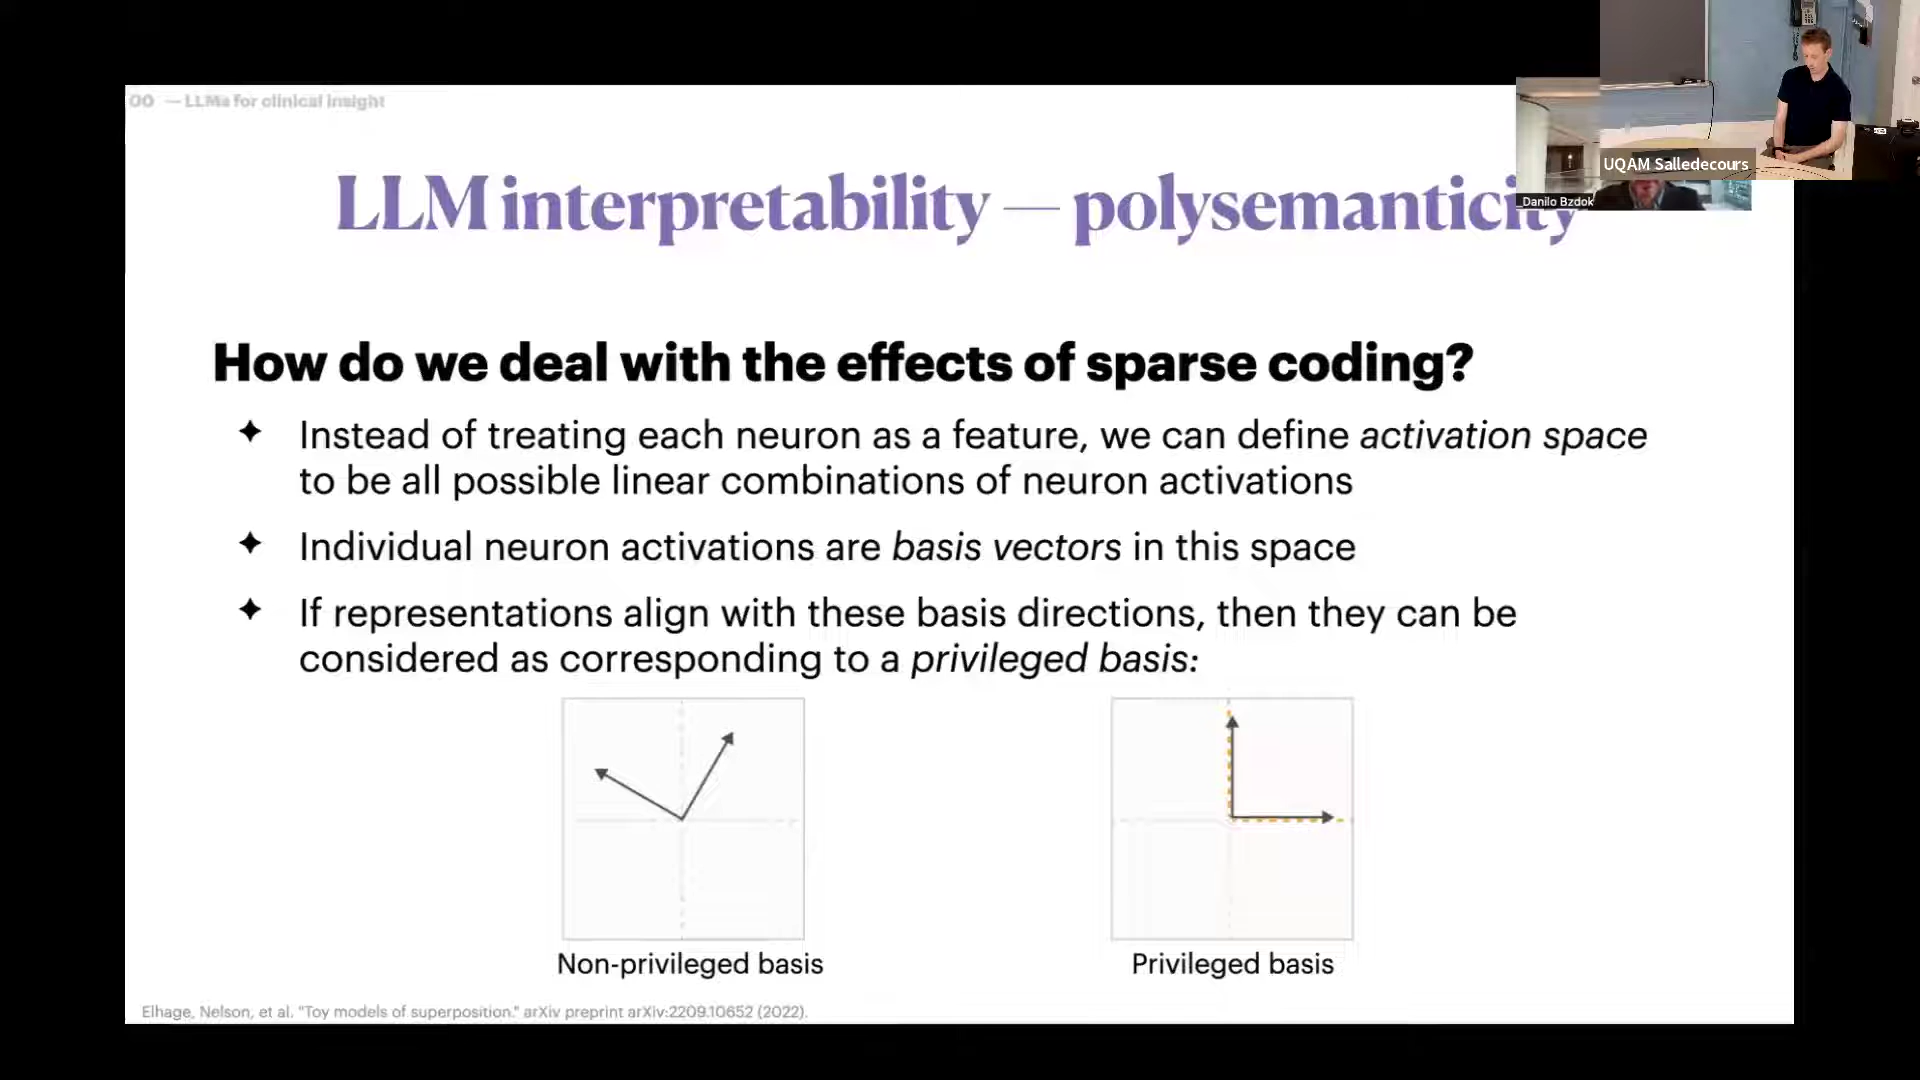 00 — LLMs for clinical insight
UQAM Salledecours
Danilo Bzdok
LLM interpretability — polysemanticity
How do we deal with the effects of sparse coding?
✦ Instead of treating each neuron as a feature, we can define activation space
to be all possible linear combinations of neuron activations
✦ Individual neuron activations are basis vectors in this space
✦ If representations align with these basis directions, then they can be
considered as corresponding to a privileged basis:
Non-privileged basis
Privileged basis
Elhage, Nelson, et al. "Toy models of superposition." arXiv preprint arXiv:2209.10652 (2022).